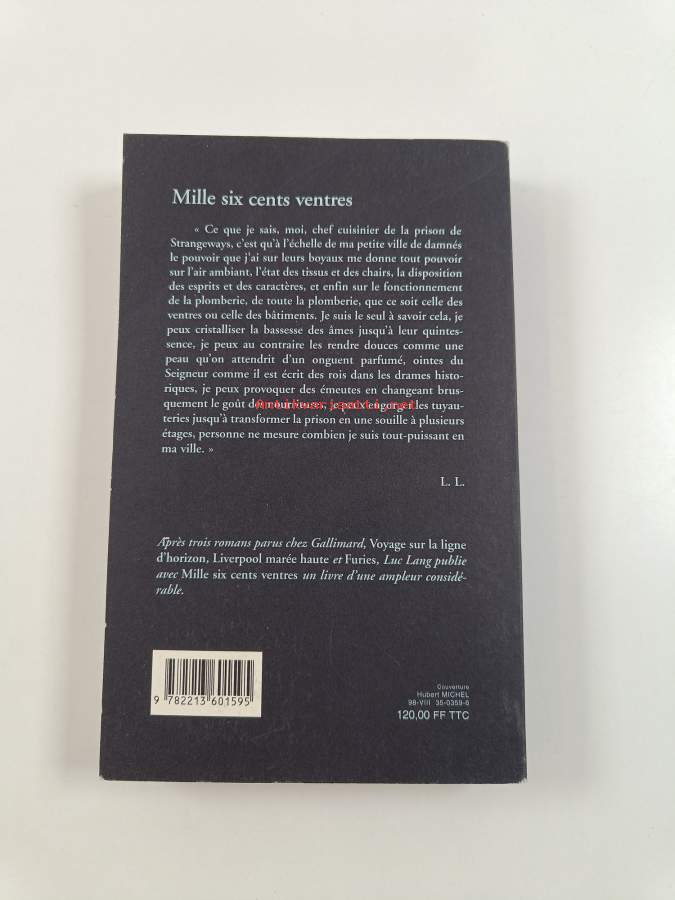 Mille six cents ventres
« Ce que je sais, moi, chef cuisinier de la prison de
Strangeways, c'est qu'à l'échelle de ma petite ville de damnés
le pouvoir que j'ai sur leurs boyaux me donne tout pouvoir
sur l'air ambiant, l'état des tissus et des chairs, la disposition
des esprits et des caractères, et enfin sur le fonctionnement
de la plomberie, de toute la plomberie, que ce soit celle des
ventres ou celle des bâtiments. Je suis le seul à savoir cela, je
peux cristalliser la bassesse des âmes jusqu'à leur quintes-
sence, je peux au contraire les rendre douces comme une
peau qu'on attendrit d'un onguent parfumé, ointes du
Seigneur comme il est écrit des rois dans les drames histo-
riques, je peux provoquer des émeutes en changeant brus-
quement le goût des nourritures, je peux engorger les tuyau-
teries jusqu'à transformer la prison en une souille à plusieurs
étages, personne ne mesure combien je suis tout-puissant en
ma ville. »
L. L.
Après trois romans parus chez Gallimard, Voyage sur la ligne
d'horizon, Liverpool marée haute et Furies, Luc Lang publie
avec Mille six cents ventres un livre d'une ampleur considé-
rable.
9 782213 601595
Couverture
Hubert MICHEL
98-VIII 35-0359-6
120,00 FF TTC